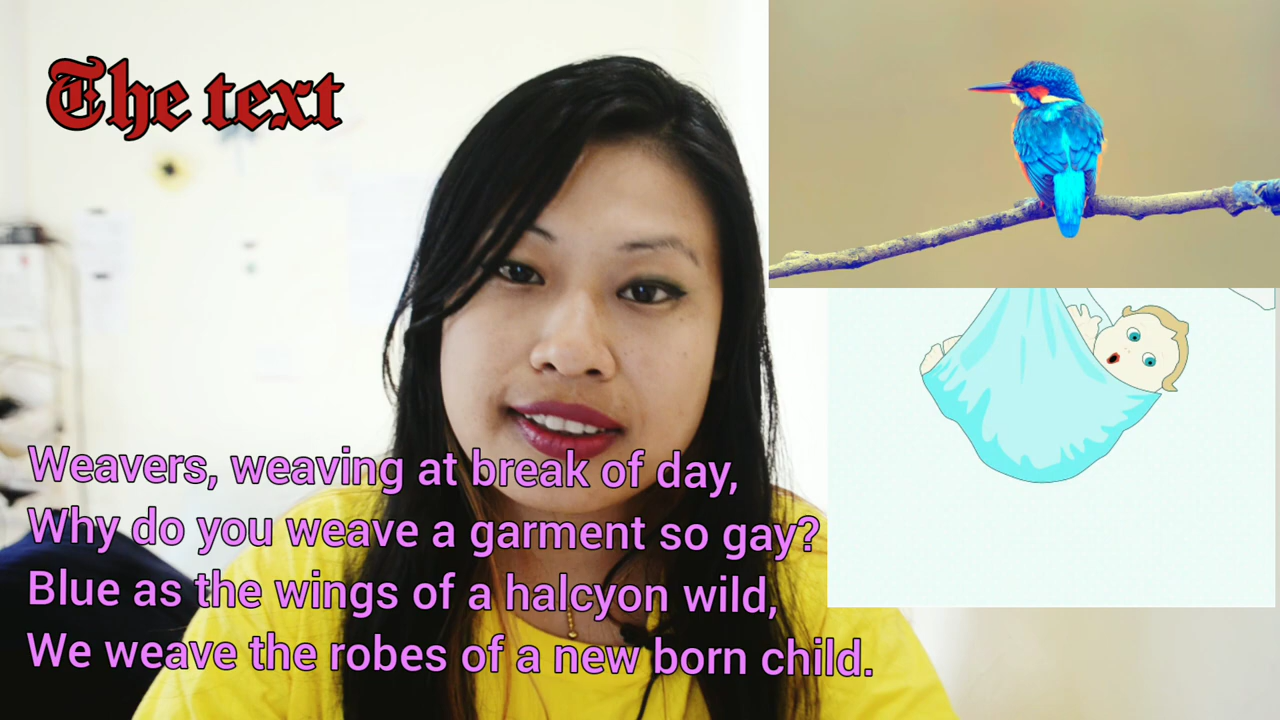 The text
Weavers, weaving at break of day,
Why do you weave a garment so gay?
Blue as the wings of a halcyon wild,
We weave the robes of a new born child.